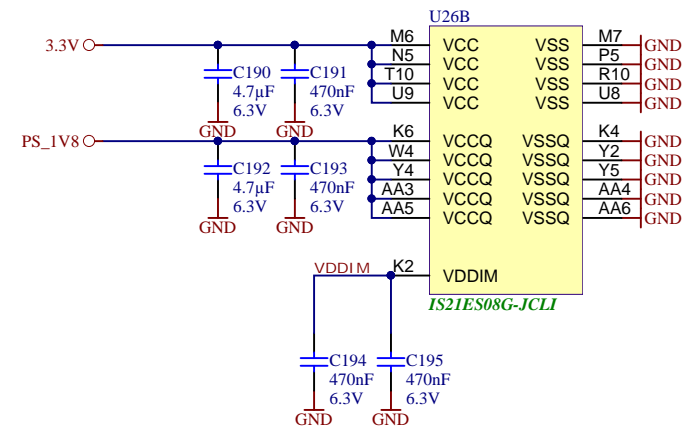 U26B
3.3V
M6 VCC VSS M7 GND
N5 VCC VSS P5 GND
T10 VCC VSS R10 GND
U9 VCC VSS U8 GND
C190
4.7µF
6.3V
GND
C191
470nF
6.3V
GND
PS_1V8
K6 VCCQ VSSQ K4 GND
W4 VCCQ VSSQ Y2 GND
Y4 VCCQ VSSQ Y5 GND
AA3 VCCQ VSSQ AA4 GND
AA5 VCCQ VSSQ AA6 GND
C192
4.7µF
6.3V
GND
C193
470nF
6.3V
GND
VDDIM K2 VDDIM
IS21ES08G-JCLI
C194
470nF
6.3V
GND
C195
470nF
6.3V
GND